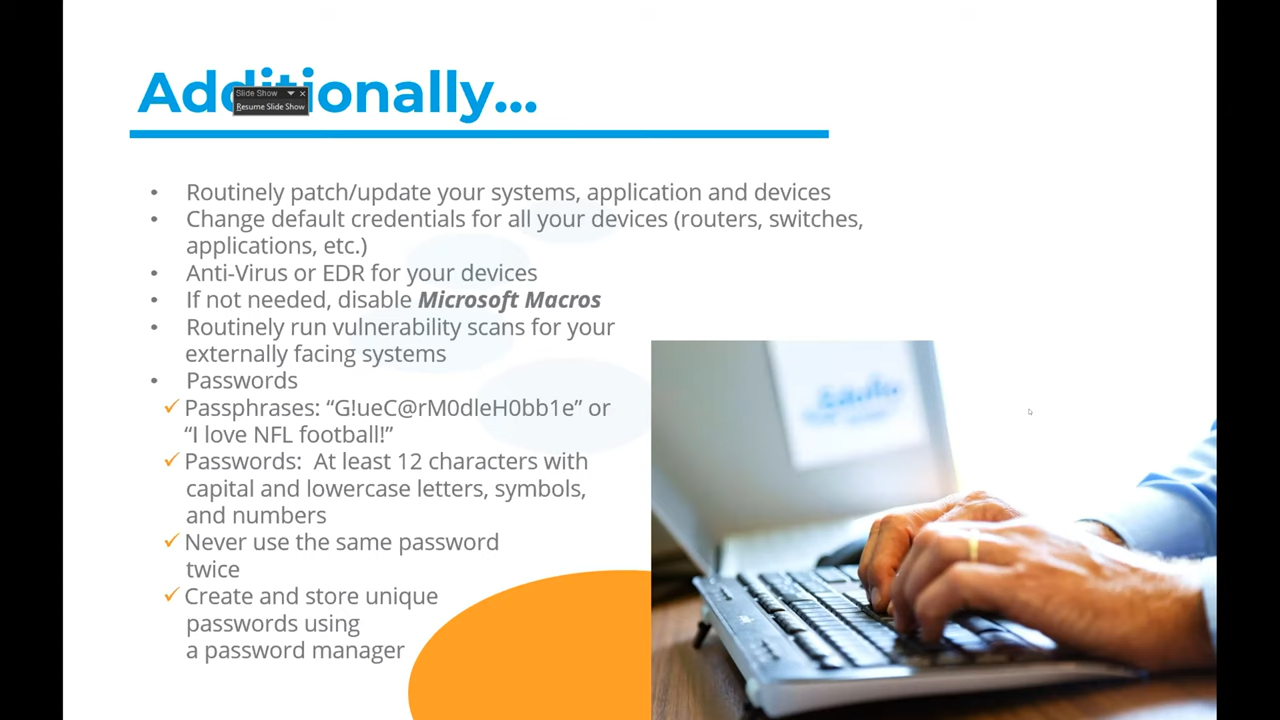 Additionally...
Slide Show
Resume Slide Show
• Routinely patch/update your systems, application and devices
• Change default credentials for all your devices (routers, switches,
applications, etc.)
• Anti-Virus or EDR for your devices
• If not needed, disable Microsoft Macros
• Routinely run vulnerability scans for your
externally facing systems
• Passwords
✓ Passphrases: “G!ueC@rM0dleH0bb1e” or
“I love NFL football!”
✓ Passwords: At least 12 characters with
capital and lowercase letters, symbols,
and numbers
✓ Never use the same password
twice
✓ Create and store unique
passwords using
a password manager